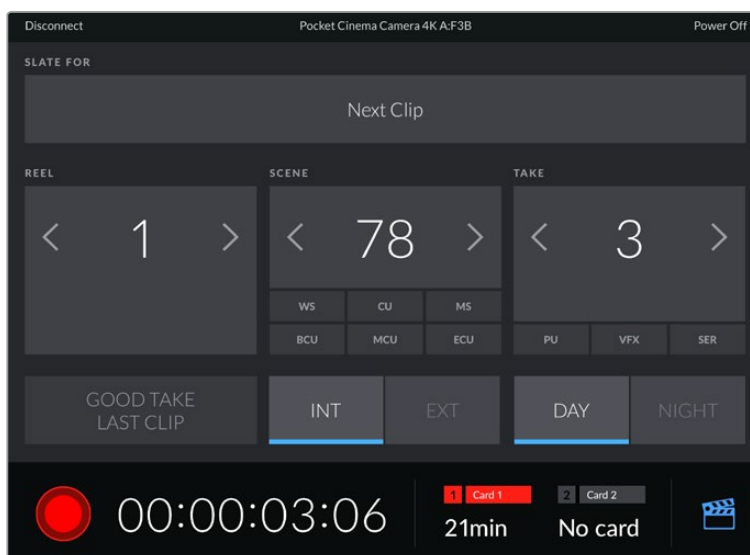 Disconnect Pocket Cinema Camera 4K A:F3B Power Off
SLATE FOR
Next Clip
REEL SCENE TAKE
1 78 3
WS CU MS
BCU MCU ECU PU VFX SER
GOOD TAKE
LAST CLIP
INT EXT DAY NIGHT
00:00:03:06
1 Card 1 2 Card 2
21min No card